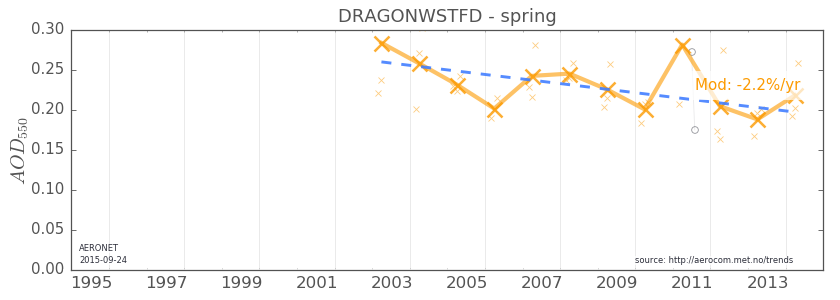 DRAGONWSTFD - spring
0.30
0.25
0.20
0.15
0.10
0.05
0.00
AOD550
Mod: -2.2%/yr
AERONET
2015-09-24
source: http://aerocom.met.no/trends
1995 1997 1999 2001 2003 2005 2007 2009 2011 2013